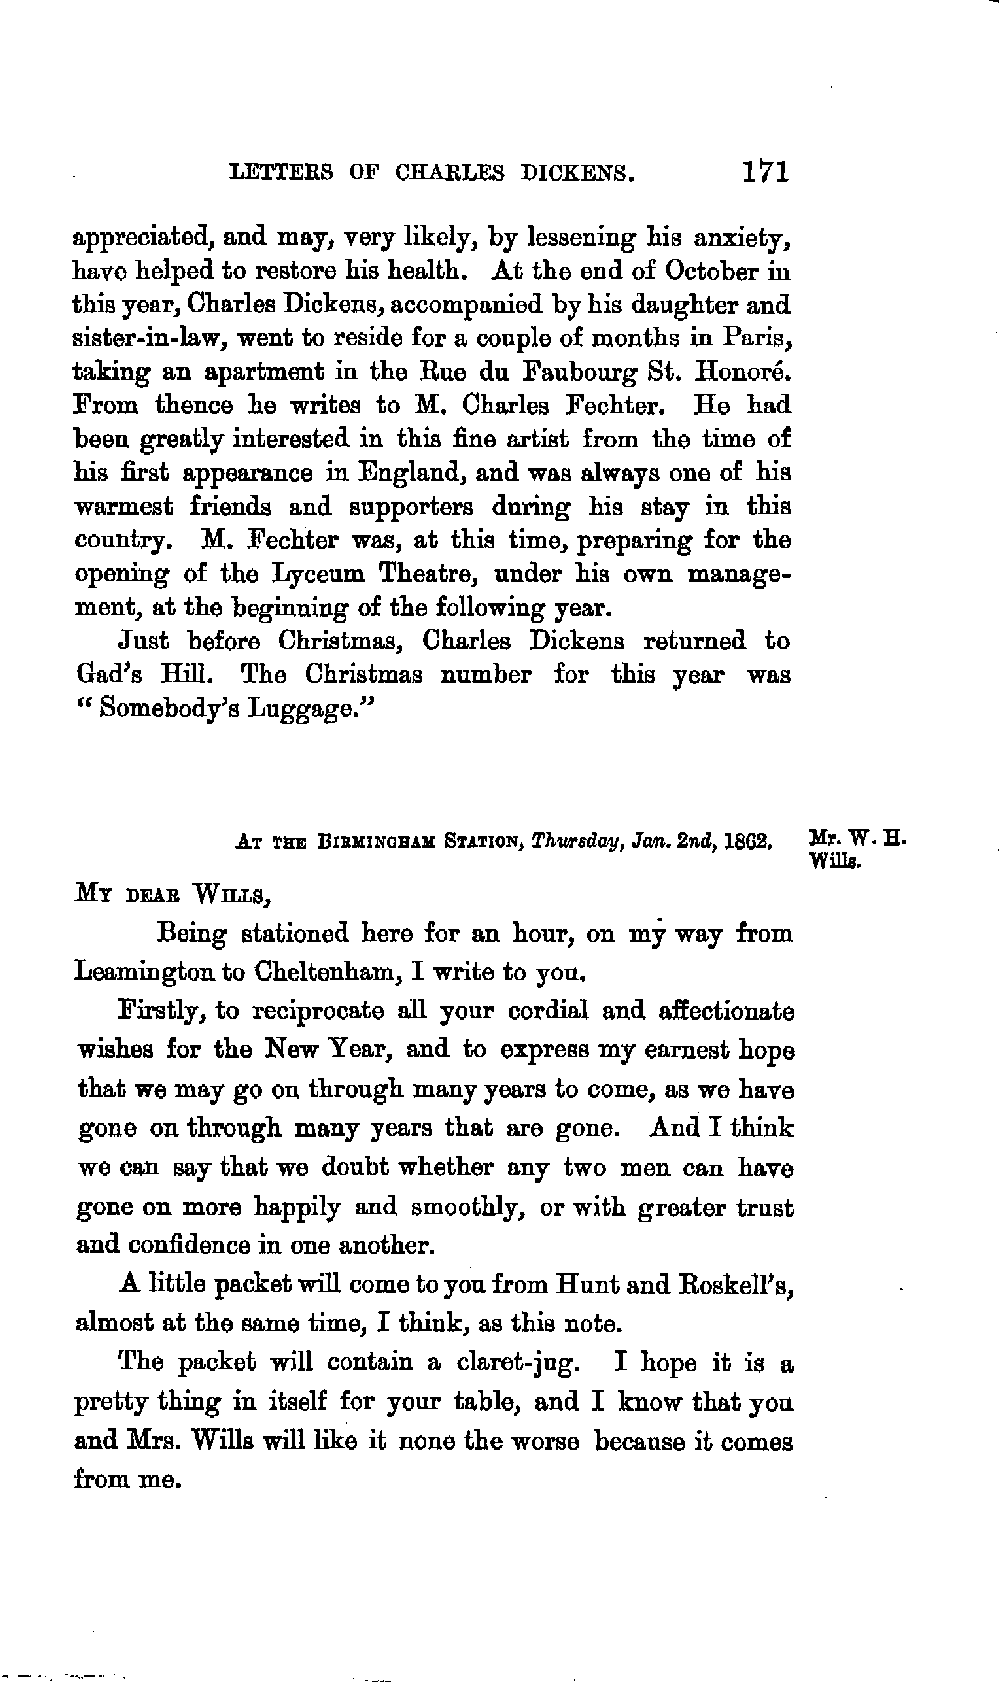 LETTERS OF CHARLES DICKENS. 171
appreciated, and may, very likely, by lessening his anxiety,
have helped to restore his health. At the end of October in
this year, Charles Dickens, accompanied by his daughter and
sister-in-law, went to reside for a couple of months in Paris,
taking an apartment in the Rue du Faubourg St. Honoré.
From thence he writes to M. Charles Fechter. He had
been greatly interested in this fine artist from the time of
his first appearance in England, and was always one of his
warmest friends and supporters during his stay in this
country. M. Fechter was, at this time, preparing for the
opening of the Lyceum Theatre, under his own manage-
ment, at the beginning of the following year.
Just before Christmas, Charles Dickens returned to
Gad's Hill. The Christmas number for this year was
“Somebody's Luggage.”
AT THE BIRMINGHAM STATION, Thursday, Jan. 2nd, 1862.
Mr. W. H.
Wills.
MY DEAR WILLS,
Being stationed here for an hour, on my way from
Leamington to Cheltenham, I write to you.
Firstly, to reciprocate all your cordial and affectionate
wishes for the New Year, and to express my earnest hope
that we may go on through many years to come, as we have
gone on through many years that are gone. And I think
we can say that we doubt whether any two men can have
gone on more happily and smoothly, or with greater trust
and confidence in one another.
A little packet will come to you from Hunt and Roskell's,
almost at the same time, I think, as this note.
The packet will contain a claret-jug. I hope it is a
pretty thing in itself for your table, and I know that you
and Mrs. Wills will like it none the worse because it comes
from me.